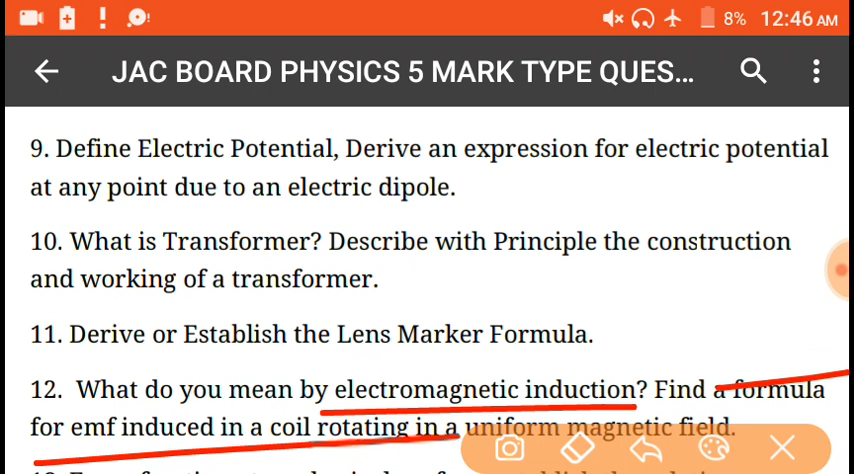 8% 12:46 AM
JAC BOARD PHYSICS 5 MARK TYPE QUES...
9. Define Electric Potential, Derive an expression for electric potential
at any point due to an electric dipole.
10. What is Transformer? Describe with Principle the construction
and working of a transformer.
11. Derive or Establish the Lens Marker Formula.
12. What do you mean by electromagnetic induction? Find a formula
for emf induced in a coil rotating in a uniform magnetic field.